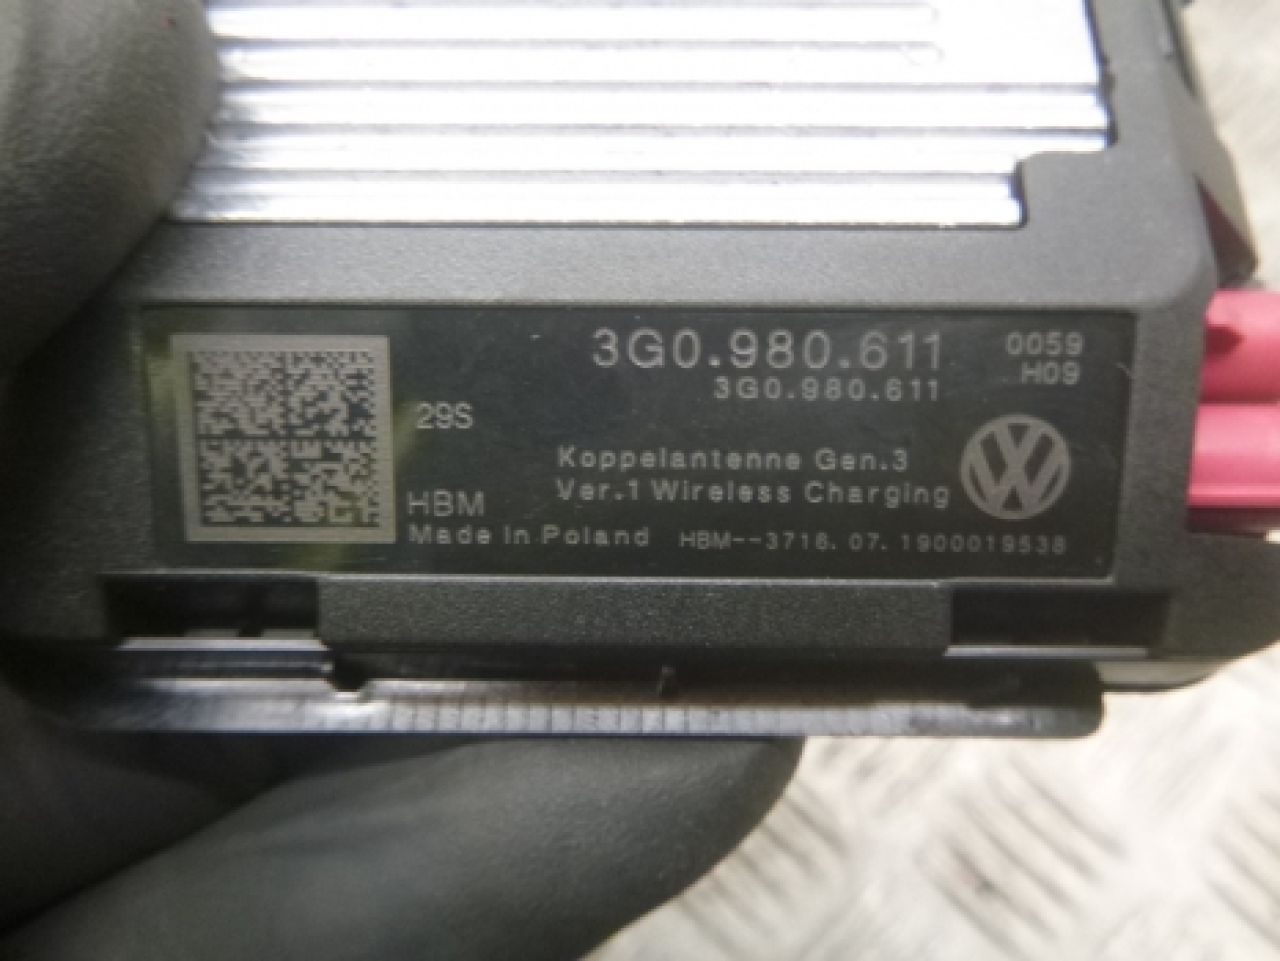 3G0.980.611 0059
3G0.980.611 H09
29S
Koppelantenne Gen.3
Ver.1 Wireless Charging
HBM
Made in Poland HBM--3716.07.1900019538